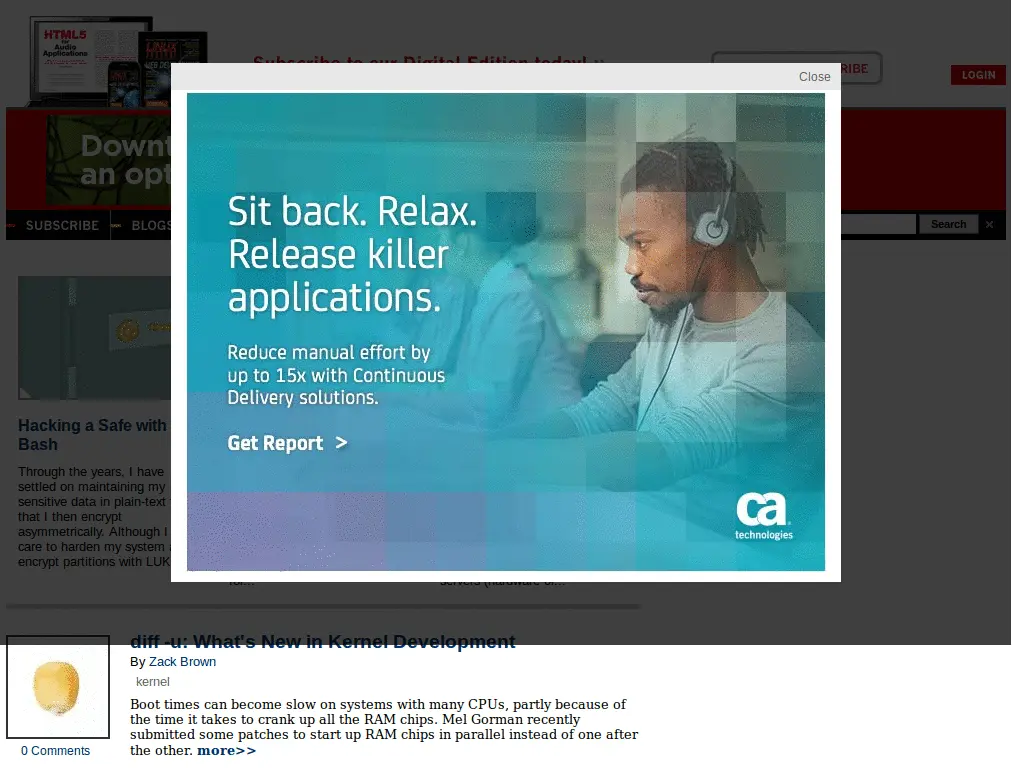 HTML5
for
Audio
Applications
LINUX
WEB DE
Subscribe to our Digital Edition today! »
RIBE
LOGIN
Close
Down
an opt
SUBSCRIBE
BLOGS
Search
×
Sit back. Relax.
Release killer
applications.
Reduce manual effort by
up to 15x with Continuous
Delivery solutions.
Get Report >
ca
technologies
Hacking a Safe with
Bash
Through the years, I have
settled on maintaining my
sensitive data in plain-text
that I then encrypt
asymmetrically. Although I
care to harden my system
encrypt partitions with LUK
for...
servers (hardware or...
diff -u: What's New in Kernel Development
By Zack Brown
kernel
Boot times can become slow on systems with many CPUs, partly because of
the time it takes to crank up all the RAM chips. Mel Gorman recently
submitted some patches to start up RAM chips in parallel instead of one after
the other. more>>
0 Comments